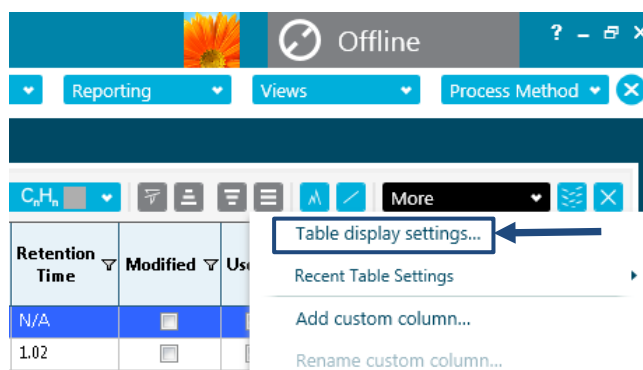 Offline
?
Reporting
Views
Process Method
CnHn
More
Retention Time
Modified
Table display settings...
Recent Table Settings
N/A
Add custom column...
1.02
Rename custom column...